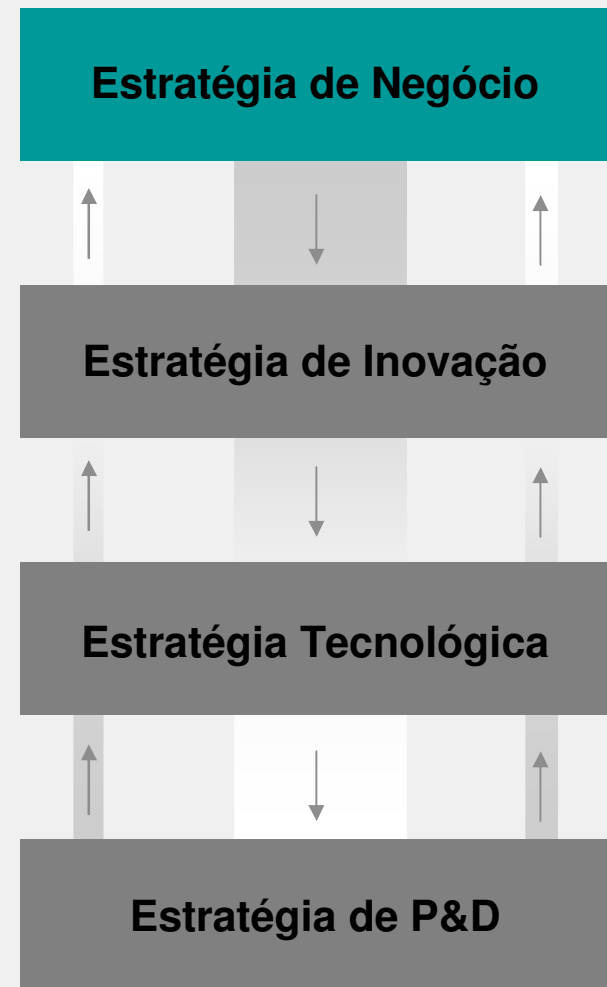 Estratégia de Negócio
Estratégia de Inovação
Estratégia Tecnológica
Estratégia de P&D